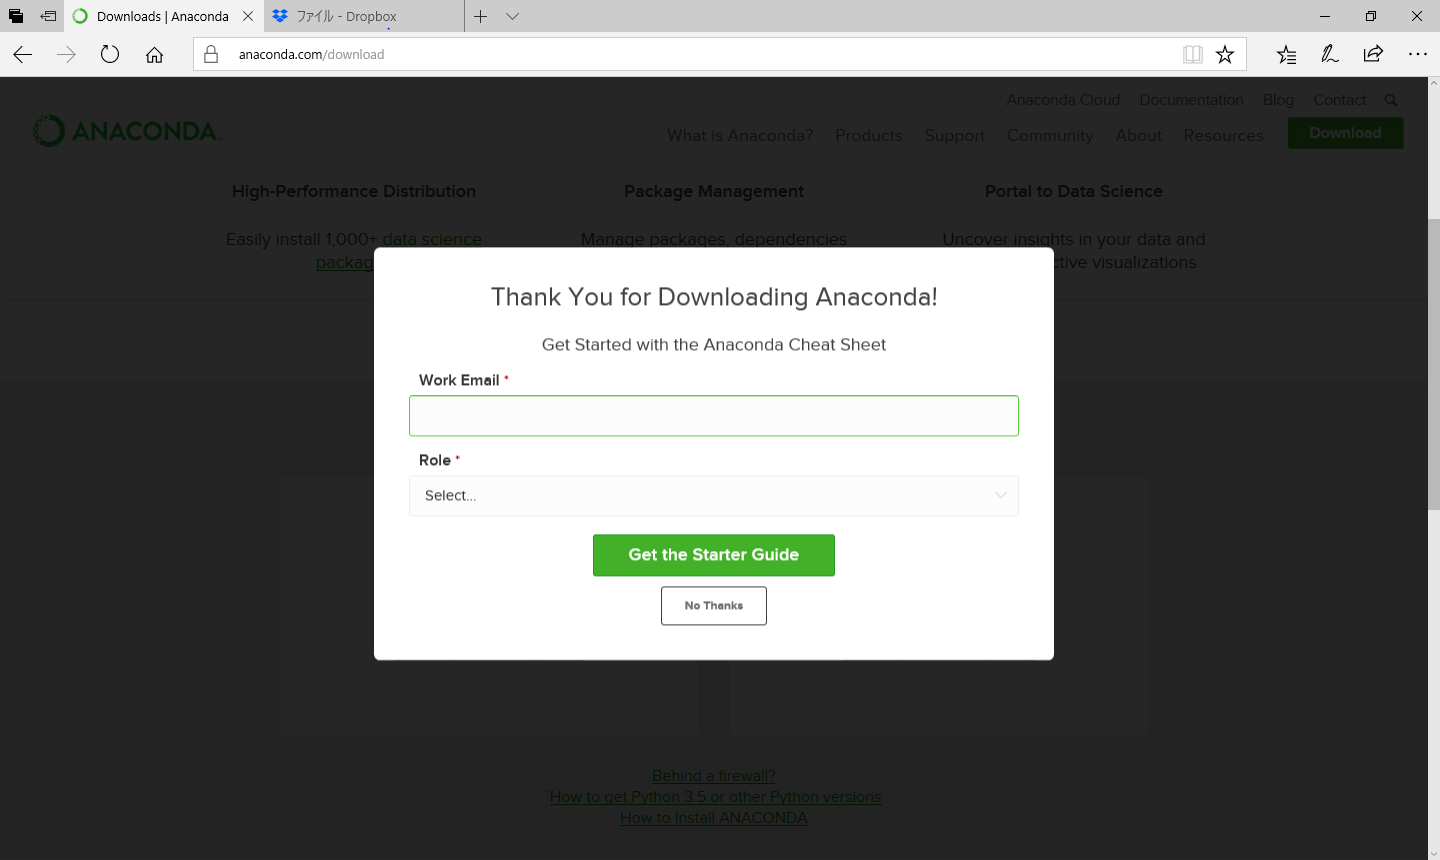 Downloads | Anaconda
ファイル - Dropbox
anaconda.com/download
Anaconda Cloud Documentation Blog Contact
ANACONDA.
What is Anaconda? Products Support Community About Resources Download
High-Performance Distribution Package Management Portal to Data Science
Easily install 1,000+ data science Manage packages, dependencies Uncover insights in your data and
packag ctive visualizations
Thank You for Downloading Anaconda!
Get Started with the Anaconda Cheat Sheet
Work Email *
Role *
Select...
Get the Starter Guide
No Thanks
Behind a firewall?
How to get Python 3.5 or other Python versions
How to Install ANACONDA